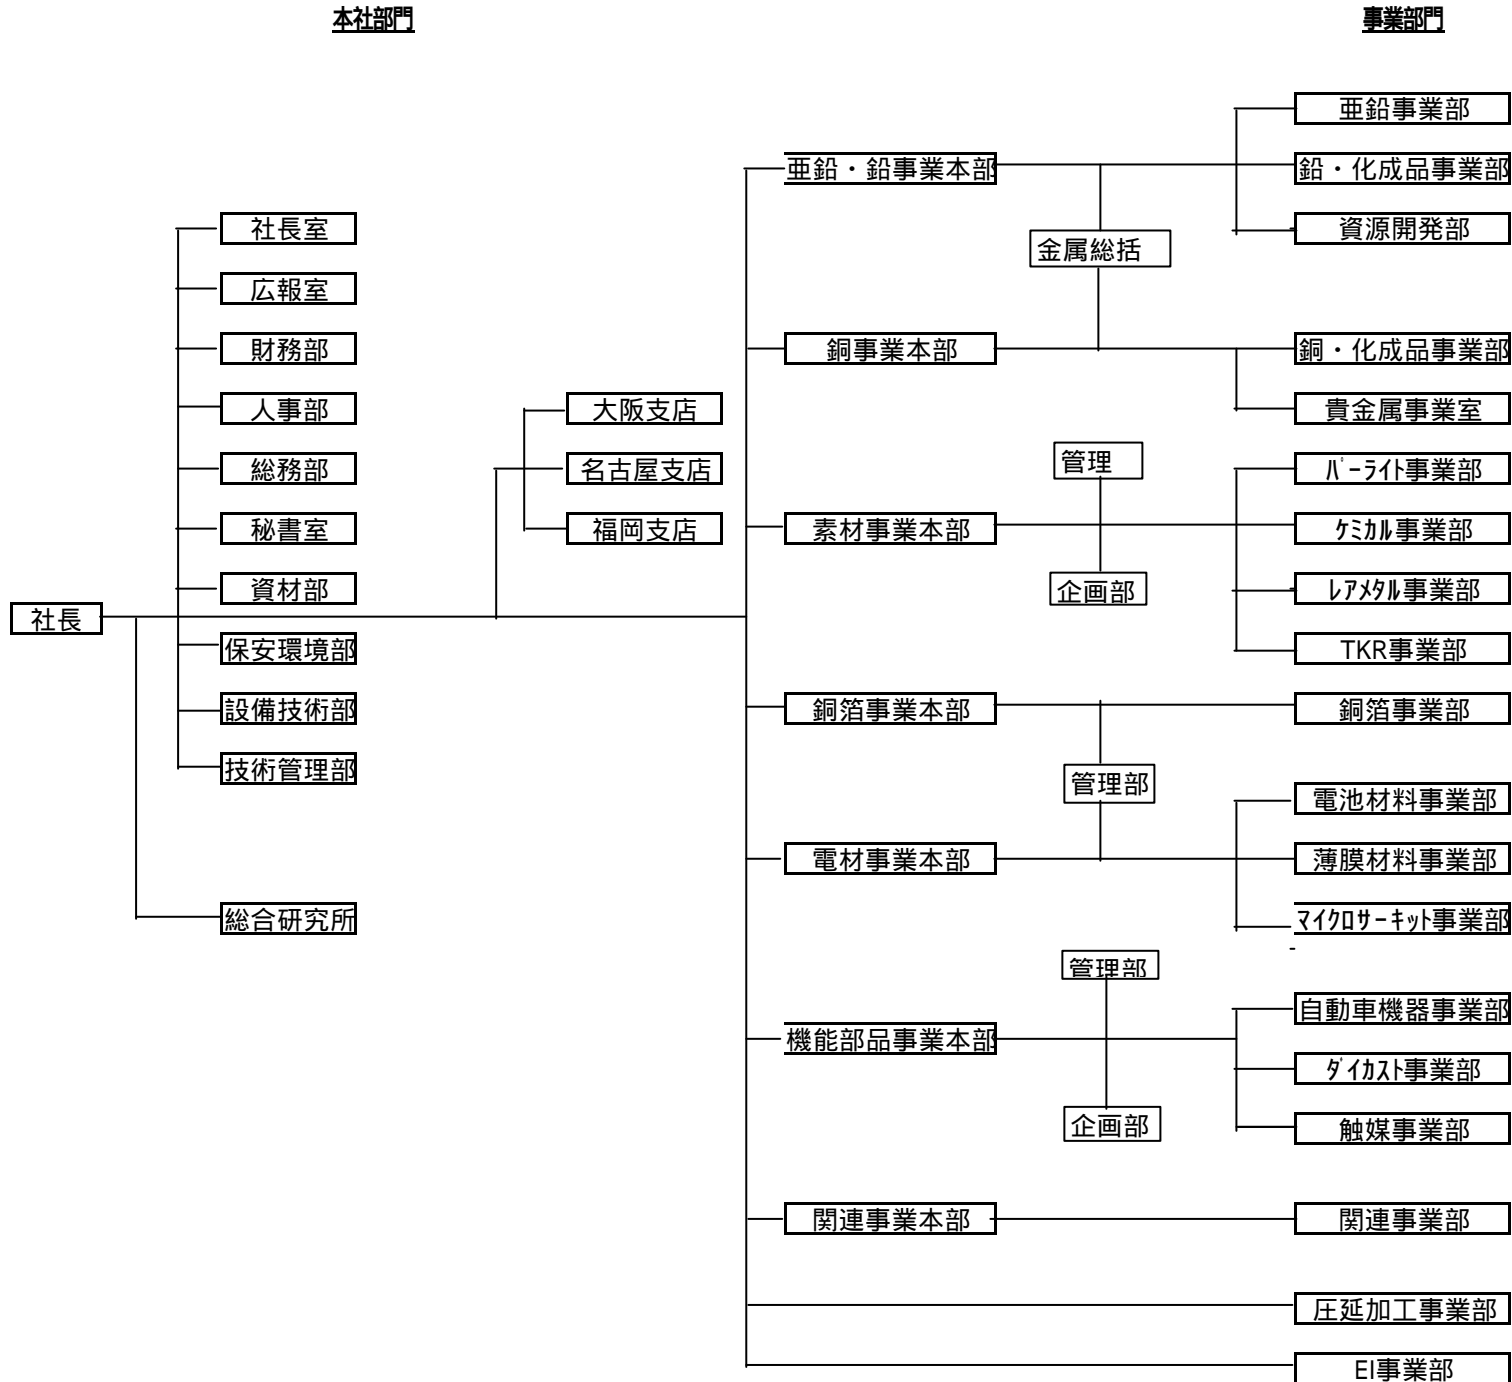 本社部門
事業部門
社長
社長室
広報室
財務部
人事部
総務部
秘書室
資材部
保安環境部
設備技術部
技術管理部
総合研究所
大阪支店
名古屋支店
福岡支店
亜鉛・鉛事業本部
金属総括
銅事業本部
管理
素材事業本部
企画部
銅箔事業本部
管理部
電材事業本部
管理部
機能部品事業本部
企画部
関連事業本部
亜鉛事業部
鉛・化成品事業部
資源開発部
銅・化成品事業部
貴金属事業室
ﾊﾟｰﾗｲﾄ事業部
ｹﾐｶﾙ事業部
ﾚｱﾒﾀﾙ事業部
TKR事業部
銅箔事業部
電池材料事業部
薄膜材料事業部
ﾏｲｸﾛｻｰｷｯﾄ事業部
自動車機器事業部
ﾀﾞｲｶｽﾄ事業部
触媒事業部
関連事業部
圧延加工事業部
EI事業部